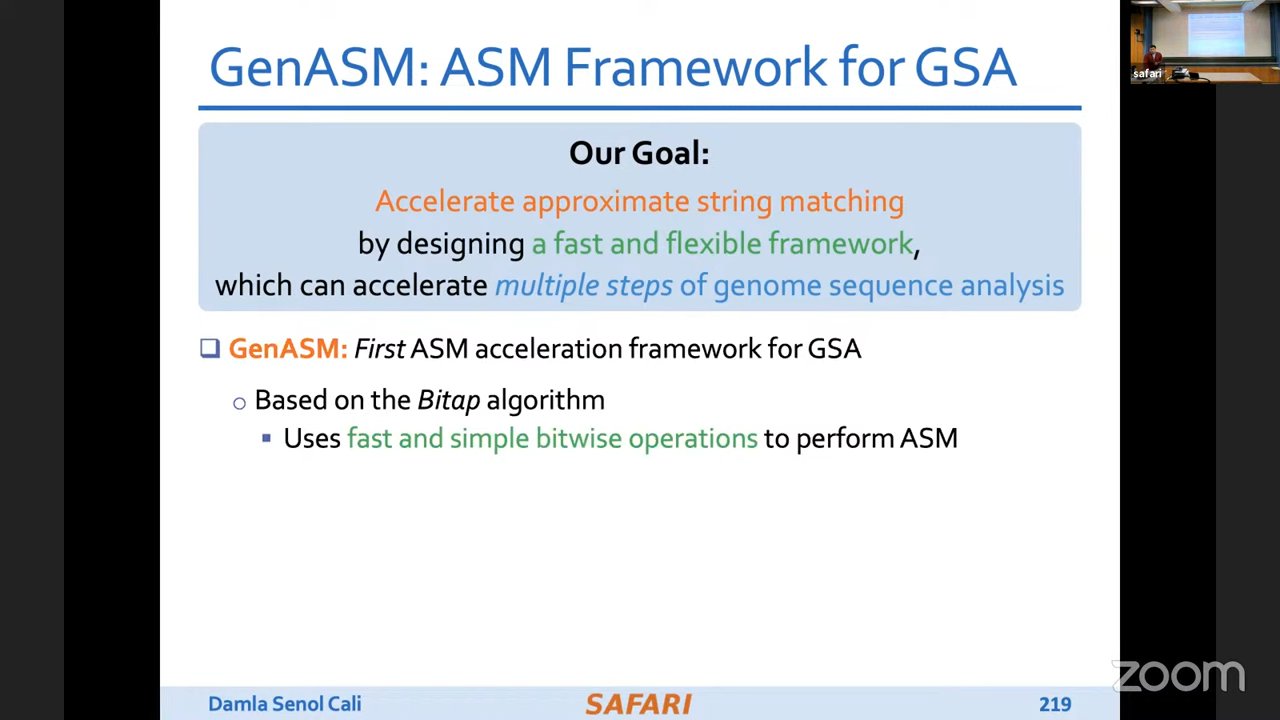 GenASM: ASM Framework for GSA
safari
Our Goal:
Accelerate approximate string matching
by designing a fast and flexible framework,
which can accelerate multiple steps of genome sequence analysis
GenASM: First ASM acceleration framework for GSA
Based on the Bitap algorithm
Uses fast and simple bitwise operations to perform ASM
zoom
Damla Senol Cali
SAFARI
219